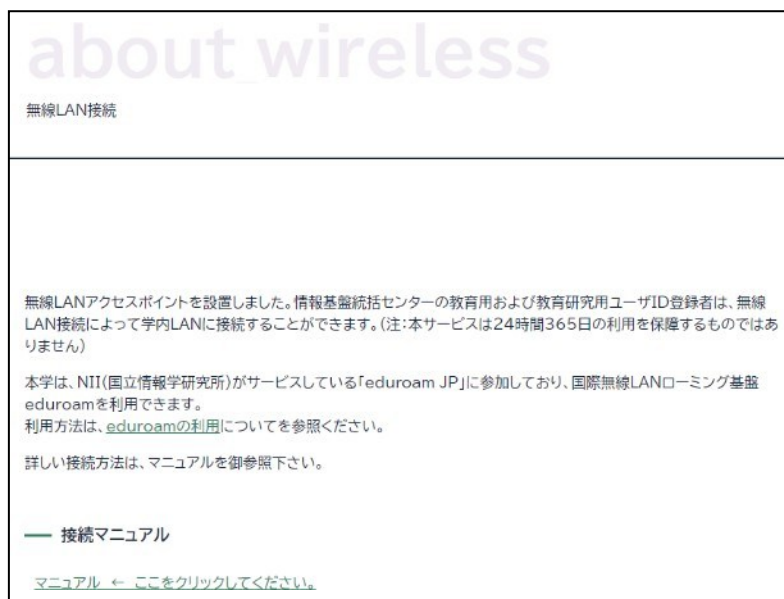 about_wireless
無線LAN接続
無線LANアクセスポイントを設置しました。情報基盤統括センターの教育用および教育研究用ユーザID登録者は、無線
LAN接続によって学内LANに接続することができます。(注:本サービスは24時間365日の利用を保障するものではあ
りません)
本学は、NII(国立情報学研究所)がサービスしている「eduroam JP」に参加しており、国際無線LANローミング基盤
eduroamを利用できます。
利用方法は、eduroamの利用についてを参照ください。
詳しい接続方法は、マニュアルを御参照下さい。
接続マニュアル
マニュアル ← ここをクリックしてください。